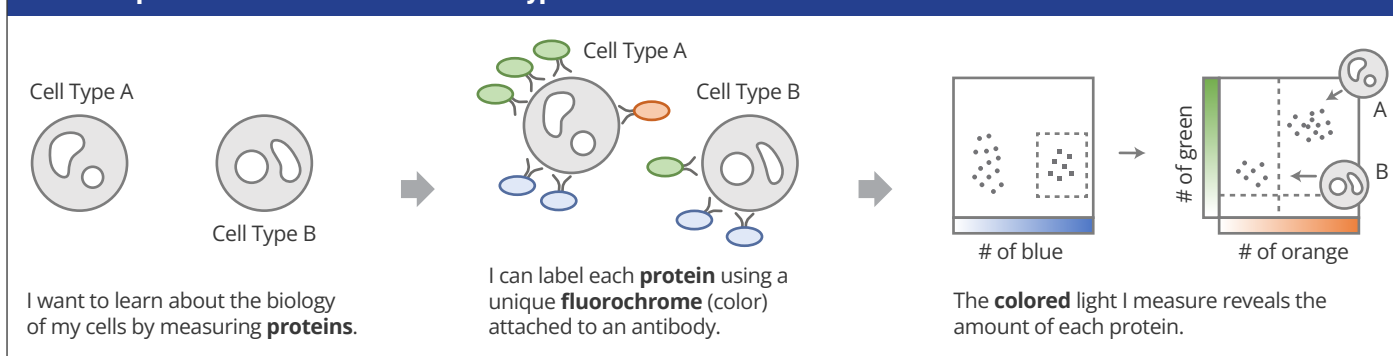 Cell Type A
Cell Type B
I want to learn about the biology
of my cells by measuring proteins.
Cell Type A
Cell Type B
I can label each protein using a
unique fluorochrome (color)
attached to an antibody.
# of blue
# of green
# of orange
A
B
The colored light I measure reveals the
amount of each protein.